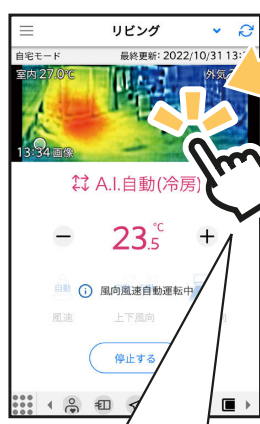 リビング
自宅モード 最終更新: 2022/10/31 13:
室内 27.0℃ 外気
13:34 画像
A.I.自動(冷房)
− 23.5℃ +
自動
風向風速自動運転中
風速 上下風向
停止する